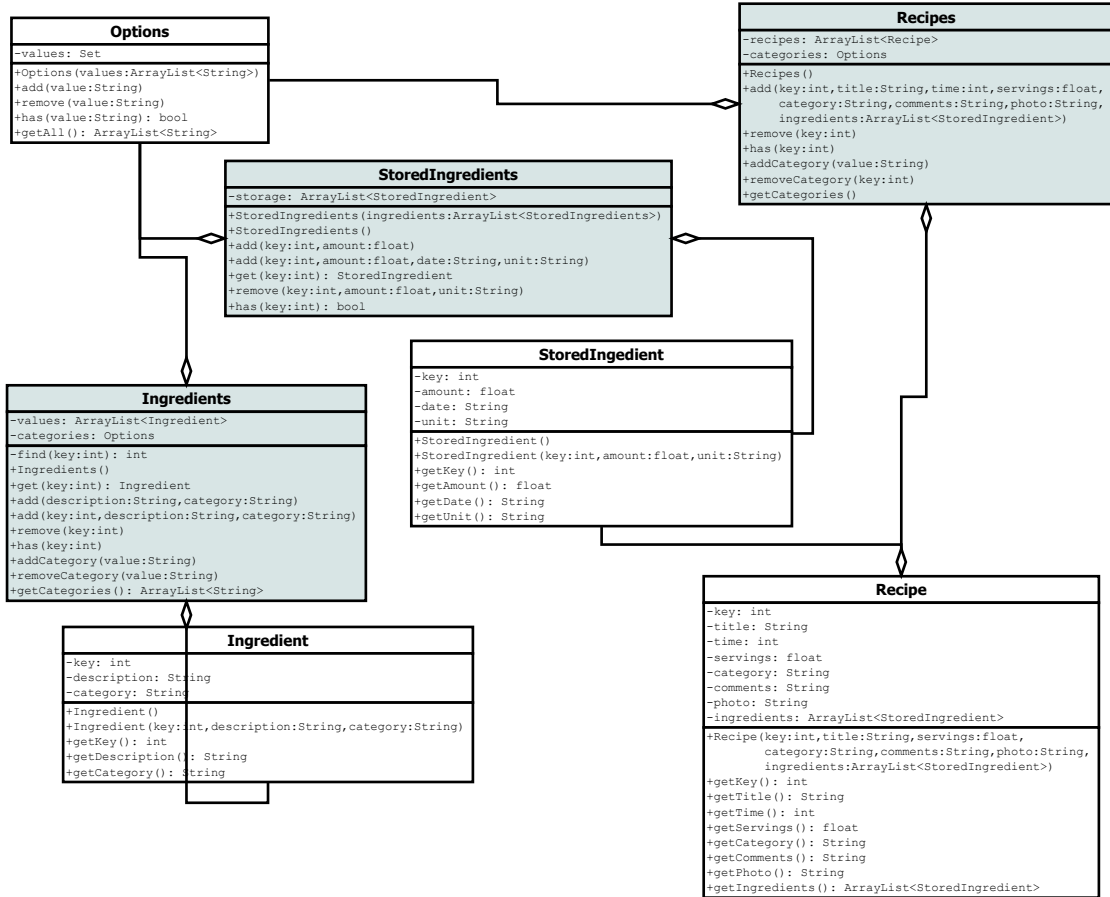 Options
-values: Set
+Options(values:ArrayList<String>)
+add(value:String)
+remove(value:String)
+has(value:String): bool
+getAll(): ArrayList<String>
Recipes
-recipes: ArrayList<Recipe>
-categories: Options
+Recipes()
+add(key:int,title:String,time:int,servings:float,
category:String,comments:String,photo:String,
ingredients:ArrayList<StoredIngredient>)
+remove(key:int)
+has(key:int)
+addCategory(value:String)
+removeCategory(key:int)
+getCategories()
StoredIngredients
-storage: ArrayList<StoredIngredient>
+StoredIngredients(ingredients:ArrayList<StoredIngredients>)
+StoredIngredients()
+add(key:int,amount:float)
+add(key:int,amount:float,date:String,unit:String)
+get(key:int): StoredIngredient
+remove(key:int,amount:float,unit:String)
+has(key:int): bool
StoredIngedient
-key: int
-amount: float
-date: String
-unit: String
+StoredIngredient()
+StoredIngredient(key:int,amount:float,unit:String)
+getKey(): int
+getAmount(): float
+getDate(): String
+getUnit(): String
Ingredients
-values: ArrayList<Ingredient>
-categories: Options
-find(key:int): int
+Ingredients()
+get(key:int): Ingredient
+add(description:String,category:String)
+add(key:int,description:String,category:String)
+remove(key:int)
+has(key:int)
+addCategory(value:String)
+removeCategory(value:String)
+getCategories(): ArrayList<String>
Ingredient
-key: int
-description: String
-category: String
+Ingredient()
+Ingredient(key:int,description:String,category:String)
+getKey(): int
+getDescription(): String
+getCategory(): String
Recipe
-key: int
-title: String
-time: int
-servings: float
-category: String
-comments: String
-photo: String
-ingredients: ArrayList<StoredIngredient>
+Recipe(key:int,title:String,servings:float,
category:String,comments:String,photo:String,
ingredients:ArrayList<StoredIngredient>)
+getKey(): int
+getTitle(): String
+getTime(): int
+getServings(): float
+getCategory(): String
+getComments(): String
+getPhoto(): String
+getIngredients(): ArrayList<StoredIngredient>